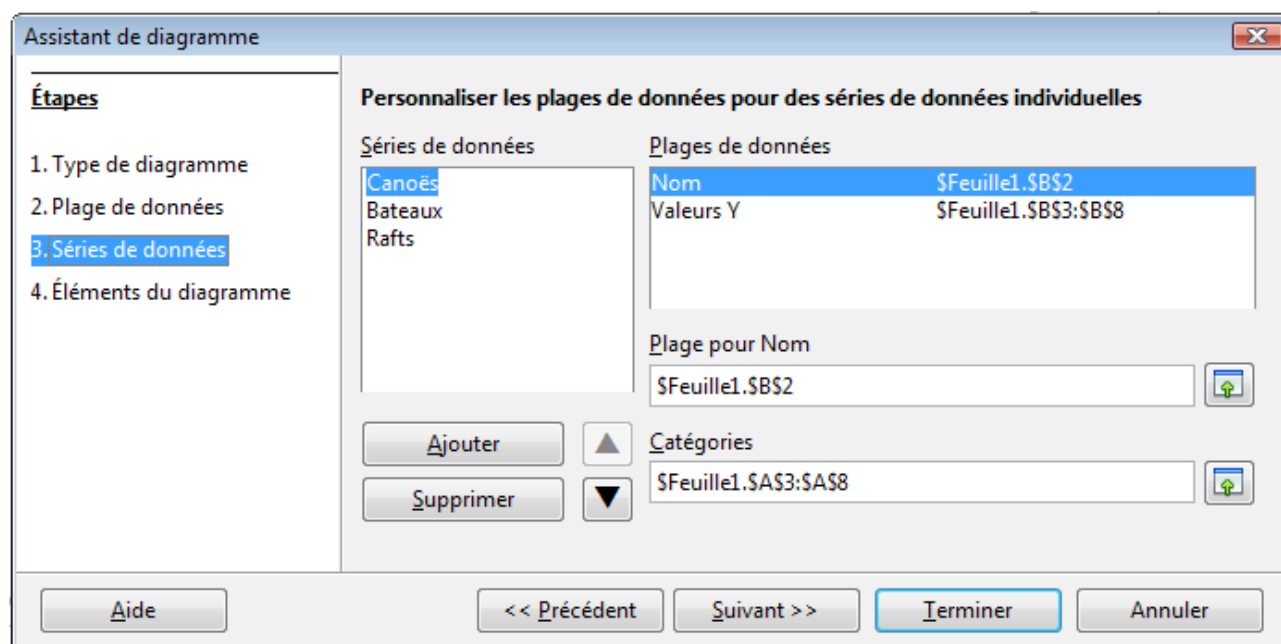 Assistant de diagramme
Étapes
1. Type de diagramme
2. Plage de données
3. Séries de données
4. Éléments du diagramme
Personnaliser les plages de données pour des séries de données individuelles
Séries de données
Canoës
Bateaux
Rafts
Ajouter
Supprimer
Plages de données
Nom $Feuille1.$B$2
Valeurs Y $Feuille1.$B$3:$B$8
Plage pour Nom
$Feuille1.$B$2
Catégories
$Feuille1.$A$3:$A$8
Aide << Précédent Suivant >> Terminer Annuler